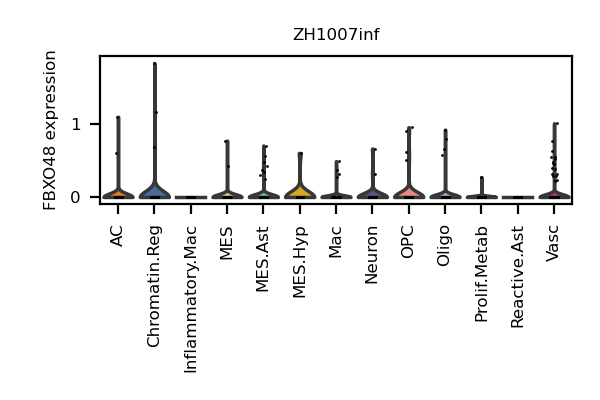 ZH1007inf
FBXO48 expression
1
0
AC
Chromatin.Reg
Inflammatory.Mac
MES
MES.Ast
MES.Hyp
Mac
Neuron
OPC
Oligo
Prolif.Metab
Reactive.Ast
Vasc